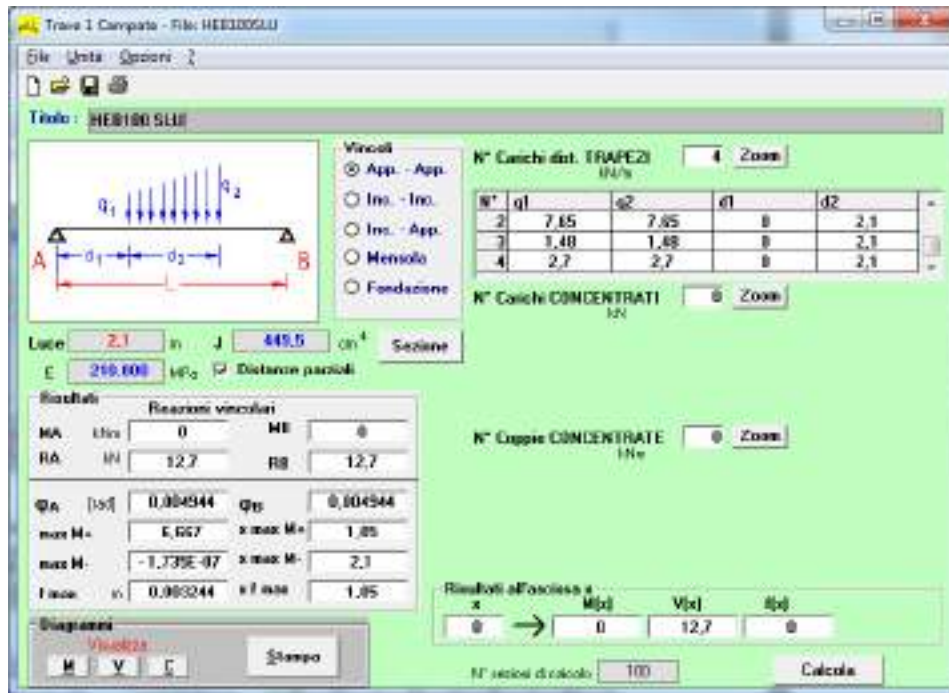 Trave 1 Campata - File: HEB100SLU
File Unità Opzioni ?
Titolo : HEB100 SLU
q1 q2
A d1 d2 B
L
Vincoli
App. - App.
Inc. - Inc.
Inc. - App.
Mensola
Fondazione
N° Carichi dist. TRAPEZI 4 Zoom
kN/m
N° q1 q2 d1 d2
2 7,65 7,65 0 2,1
3 1,48 1,48 0 2,1
4 2,7 2,7 0 2,1
N° Carichi CONCENTRATI 0 Zoom
kN
Luce 2,1 m J 449,5 cm4 Sezione
E 210.000 MPa Distanze parziali
Risultati
Reazioni vincolari
MA kNm 0 MB 0
RA kN 12,7 RB 12,7
N° Coppie CONCENTRATE 0 Zoom
kNm
φA [rad] 0,004944 φB 0,004944
max M+ 6,667 x max M+ 1,05
max M- -1,735E-07 x max M- 2,1
f max m 0.003244 x f max 1.05
Risultati all'ascissa x
x M(x) V(x) f(x)
0 0 12,7 0
Diagrammi
Visualizza
M V Stampa
N° sezioni di calcolo 100 Calcola